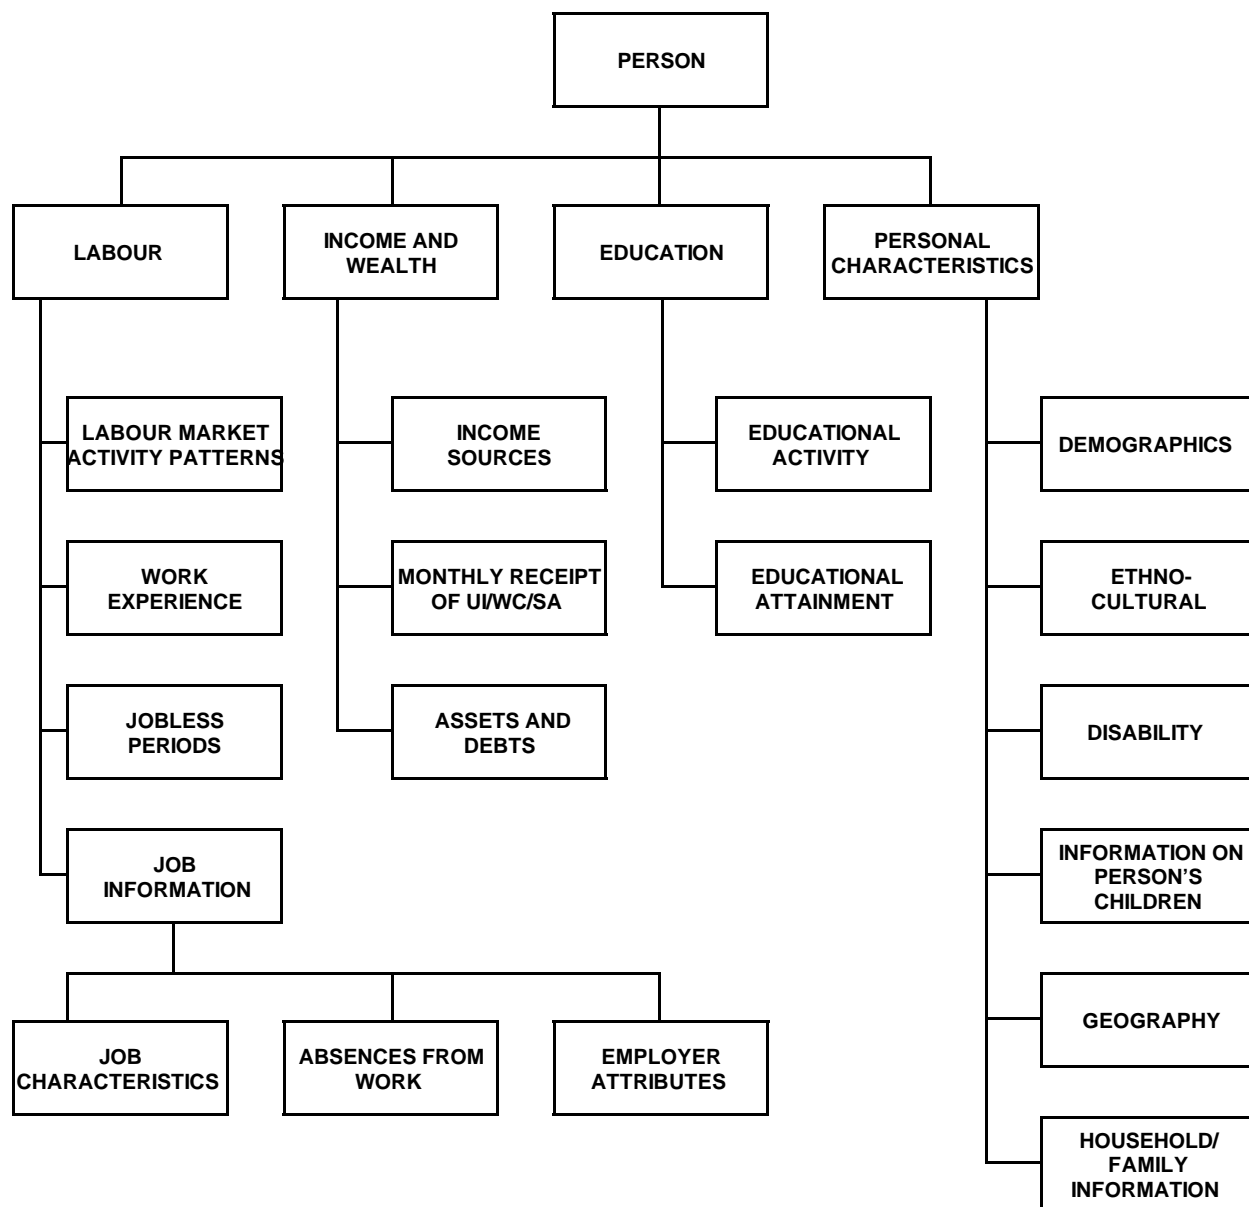 PERSON
LABOUR
INCOME AND
WEALTH
EDUCATION
PERSONAL
CHARACTERISTICS
LABOUR MARKET
ACTIVITY PATTERNS
INCOME
SOURCES
EDUCATIONAL
ACTIVITY
DEMOGRAPHICS
WORK
EXPERIENCE
MONTHLY RECEIPT
OF UI/WC/SA
EDUCATIONAL
ATTAINMENT
ETHNO-
CULTURAL
JOBLESS
PERIODS
ASSETS AND
DEBTS
DISABILITY
JOB
INFORMATION
INFORMATION ON
PERSON'S
CHILDREN
JOB
CHARACTERISTICS
ABSENCES FROM
WORK
EMPLOYER
ATTRIBUTES
GEOGRAPHY
HOUSEHOLD/
FAMILY
INFORMATION